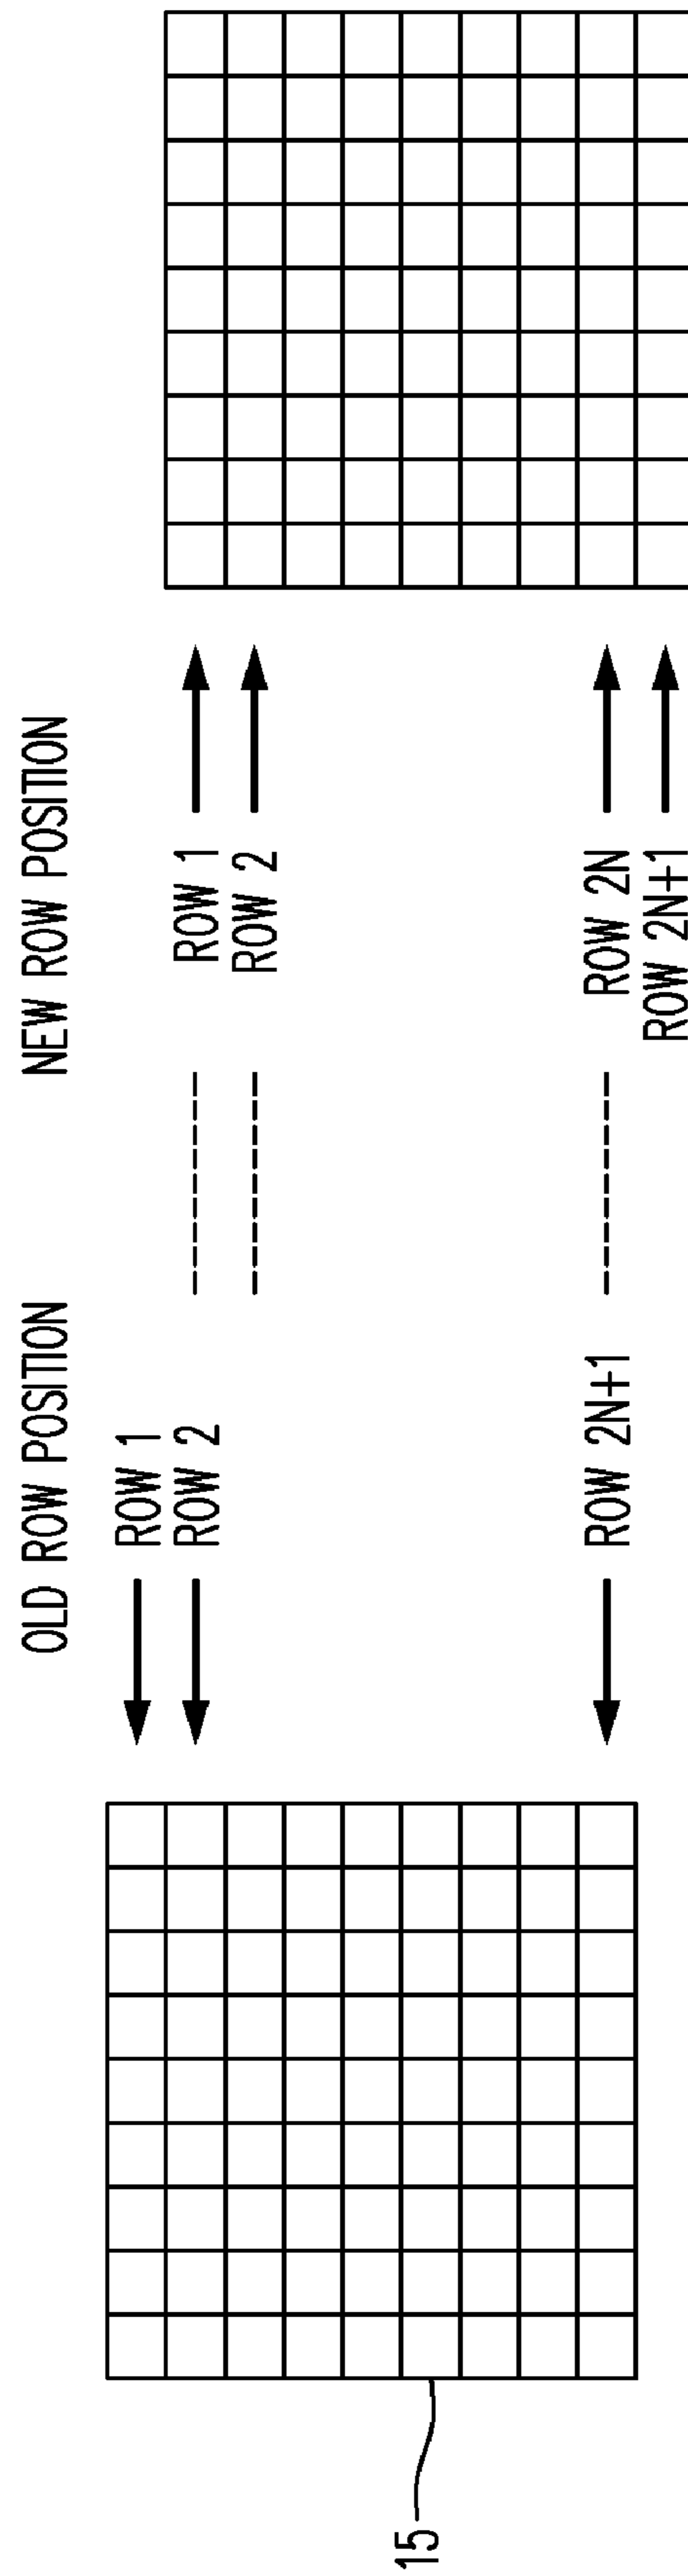 OLD ROW POSITION
NEW ROW POSITION
ROW 1
ROW 2
ROW 1
ROW 2
ROW 2N+1
ROW 2N
ROW 2N+1
15